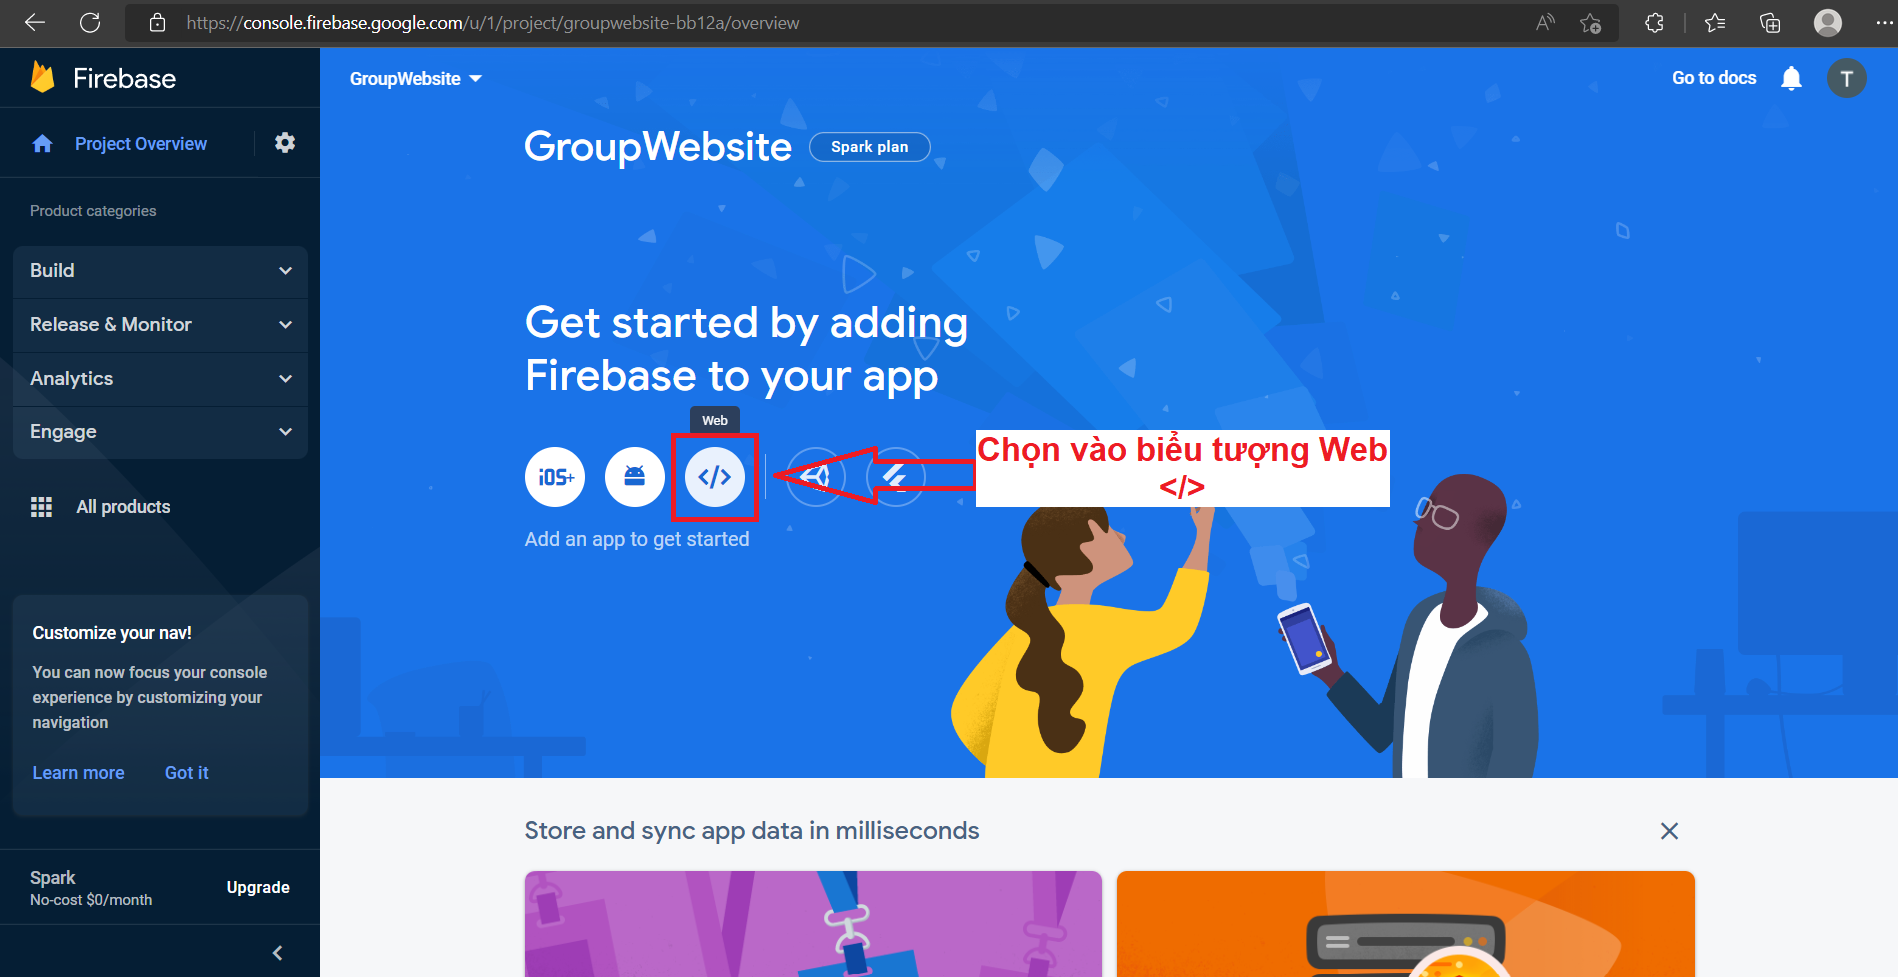 https://console.firebase.google.com/u/1/project/groupwebsite-bb12a/overview
Firebase
GroupWebsite
Go to docs
T
Project Overview
GroupWebsite
Spark plan
Product categories
Build
Release & Monitor
Analytics
Engage
All products
Get started by adding
Firebase to your app
Web
iOS+
</>
Chọn vào biểu tượng Web
</>
Add an app to get started
Customize your nav!
You can now focus your console
experience by customizing your
navigation
Learn more
Got it
Spark
No-cost $0/month
Upgrade
Store and sync app data in milliseconds